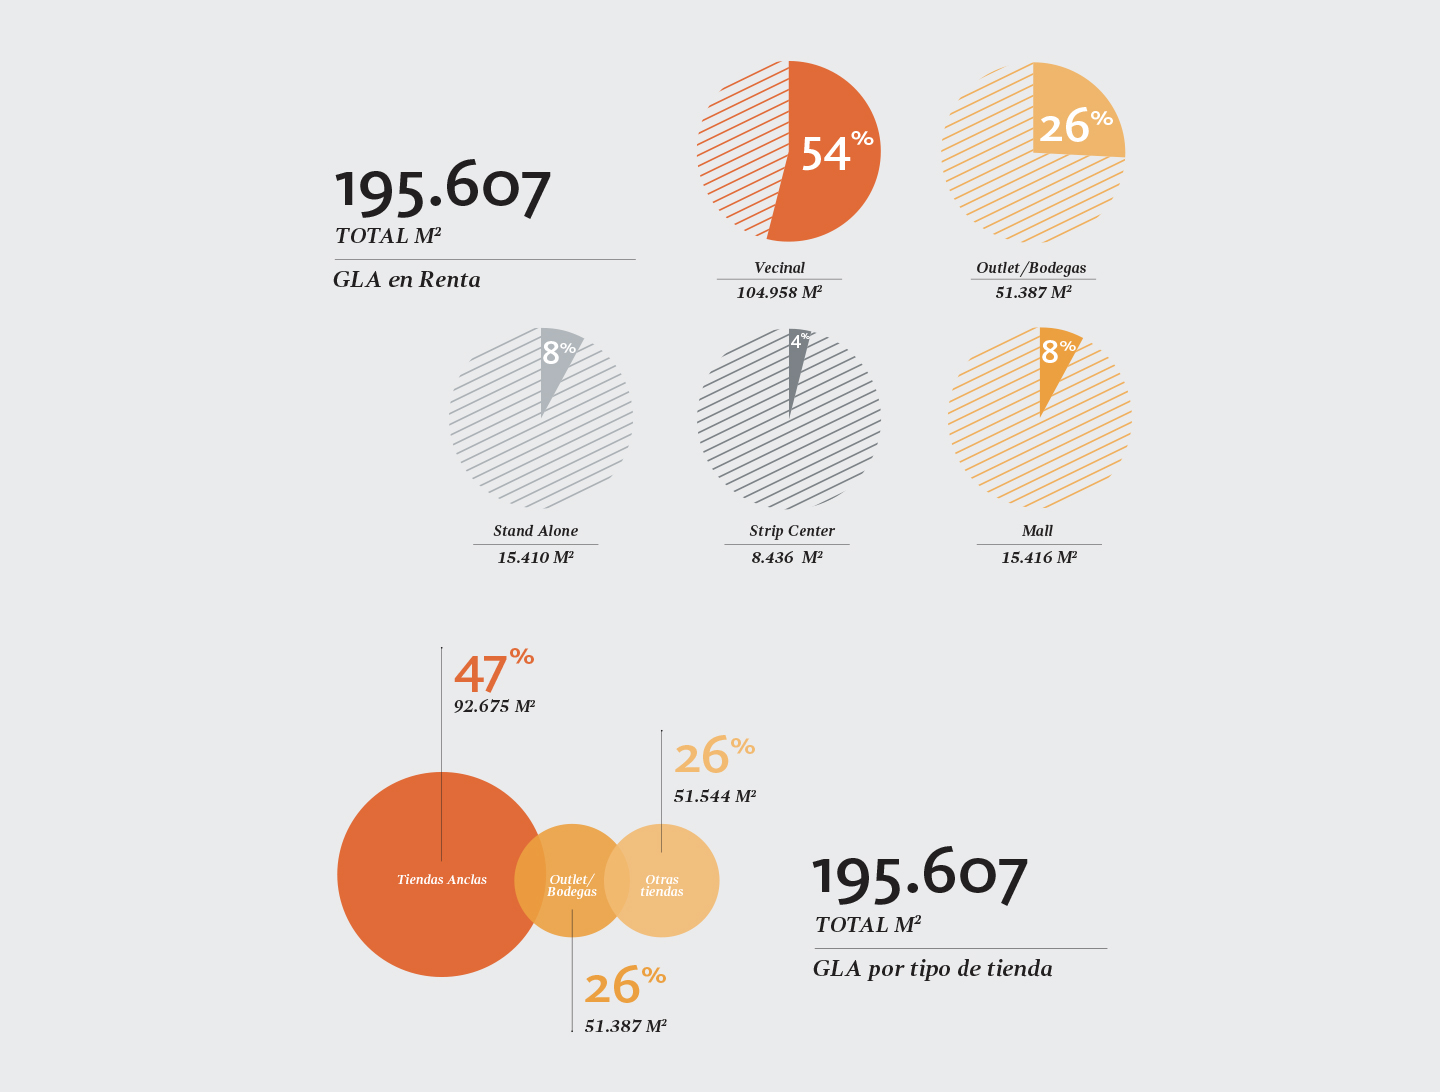 195.607
TOTAL M²
GLA en Renta
54%
Vecinal
104.958 M²
26%
Outlet/Bodegas
51.387 M²
8%
Stand Alone
15.410 M²
4%
Strip Center
8.436 M²
8%
Mall
15.416 M²
47%
92.675 M²
26%
51.544 M²
Tiendas Anclas
Outlet/
Bodegas
Otras
tiendas
26%
51.387 M²
195.607
TOTAL M²
GLA por tipo de tienda